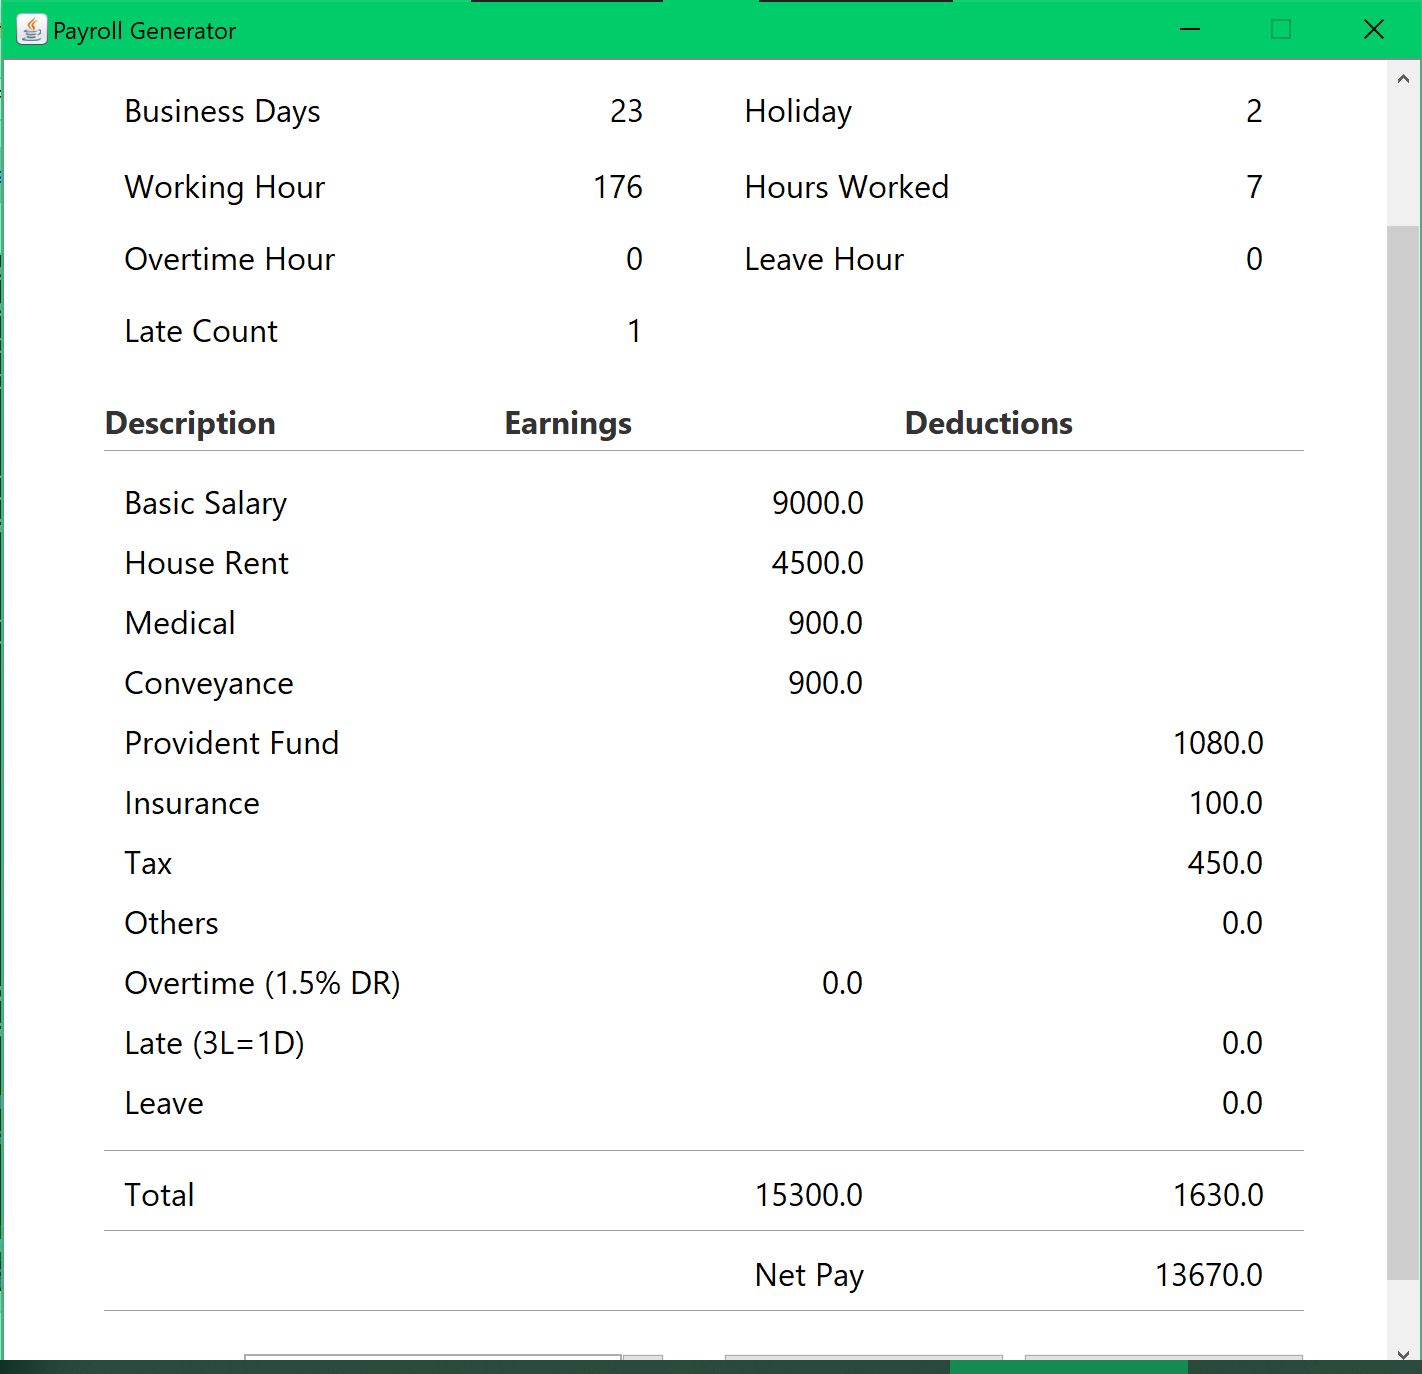 Payroll Generator
Business Days 23 Holiday 2
Working Hour 176 Hours Worked 7
Overtime Hour 0 Leave Hour 0
Late Count 1
Description Earnings Deductions
Basic Salary 9000.0
House Rent 4500.0
Medical 900.0
Conveyance 900.0
Provident Fund 1080.0
Insurance 100.0
Tax 450.0
Others 0.0
Overtime (1.5% DR) 0.0
Late (3L=1D) 0.0
Leave 0.0
Total 15300.0 1630.0
Net Pay 13670.0